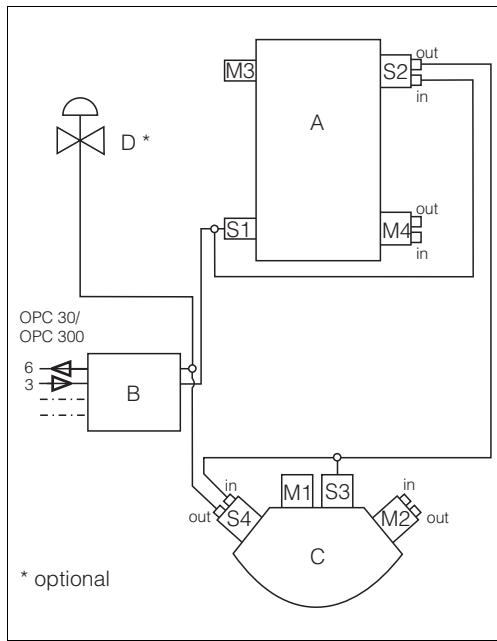 out
M3
S2
in
A
D *
out
S1
M4
in
OPC 30/
OPC 300
6
3
B
in
M1
S3
in
out
S4
M2
out
C
* optional